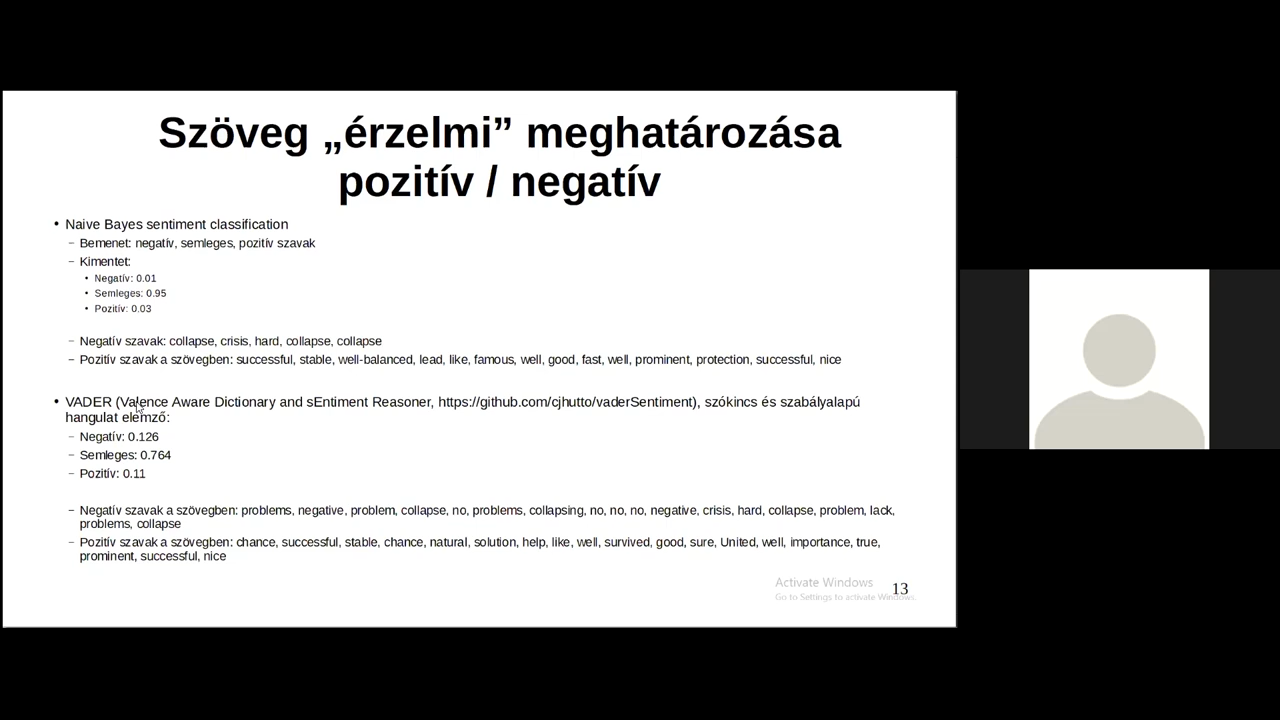 Szöveg „érzelmi” meghatározása
pozitív / negatív
• Naive Bayes sentiment classification
– Bemenet: negatív, semleges, pozitív szavak
– Kimentet:
• Negatív: 0.01
• Semleges: 0.95
• Pozitív: 0.03
– Negatív szavak: collapse, crisis, hard, collapse, collapse
– Pozitív szavak a szövegben: successful, stable, well-balanced, lead, like, famous, well, good, fast, well, prominent, protection, successful, nice
• VADER (Valence Aware Dictionary and sEntiment Reasoner, https://github.com/cjhutto/vaderSentiment), szókincs és szabályalapú
hangulat elemző:
– Negatív: 0.126
– Semleges: 0.764
– Pozitív: 0.11
– Negatív szavak a szövegben: problems, negative, problem, collapse, no, problems, collapsing, no, no, no, negative, crisis, hard, collapse, problem, lack,
problems, collapse
– Pozitív szavak a szövegben: chance, successful, stable, chance, natural, solution, help, like, well, survived, good, sure, United, well, importance, true,
prominent, successful, nice
Activate Windows
13
Go to Settings to activate Windows.